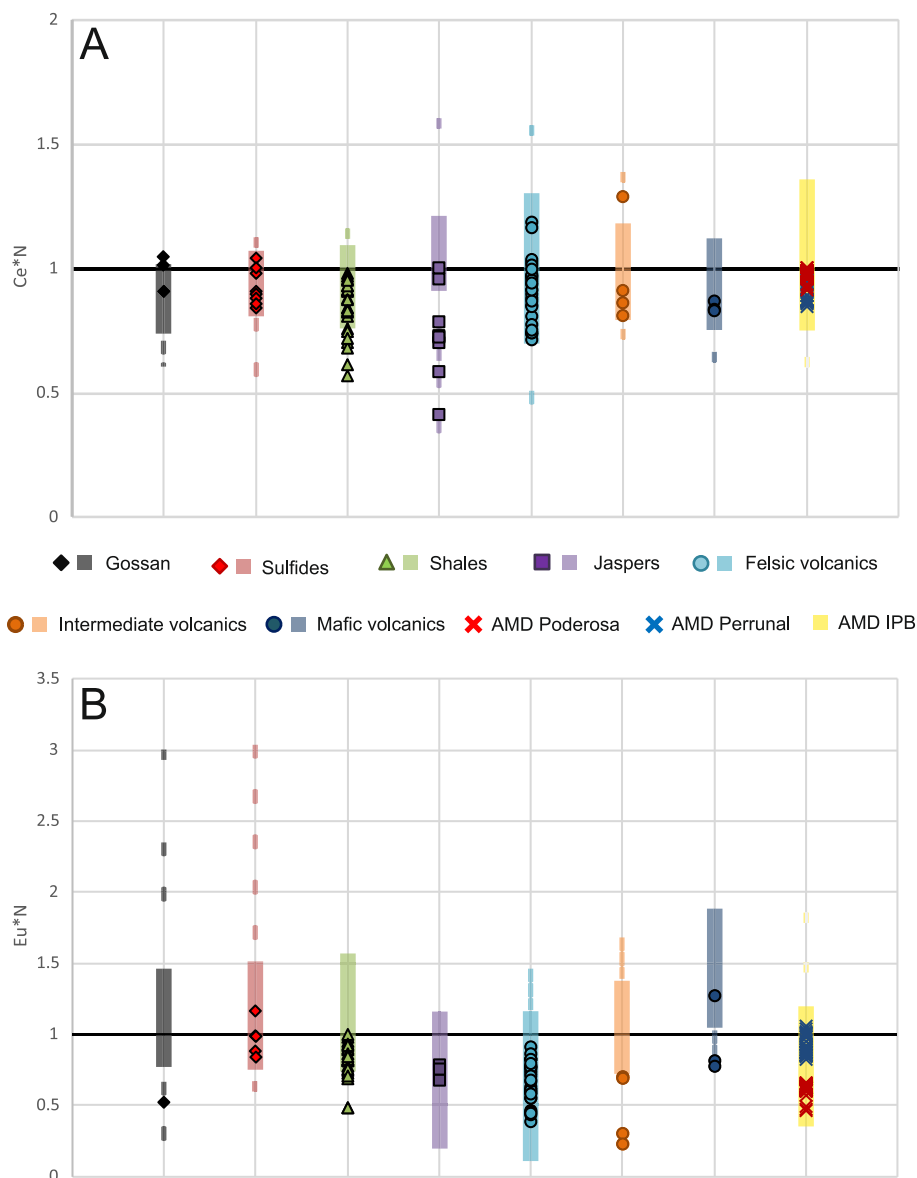 A
2
1.5
1
0.5
0
Ce*N
Gossan Sulfides Shales Jaspers Felsic volcanics
Intermediate volcanics Mafic volcanics AMD Poderosa AMD Perrunal AMD IPB
B
3.5
3
2.5
2
1.5
1
0.5
0
Eu*N